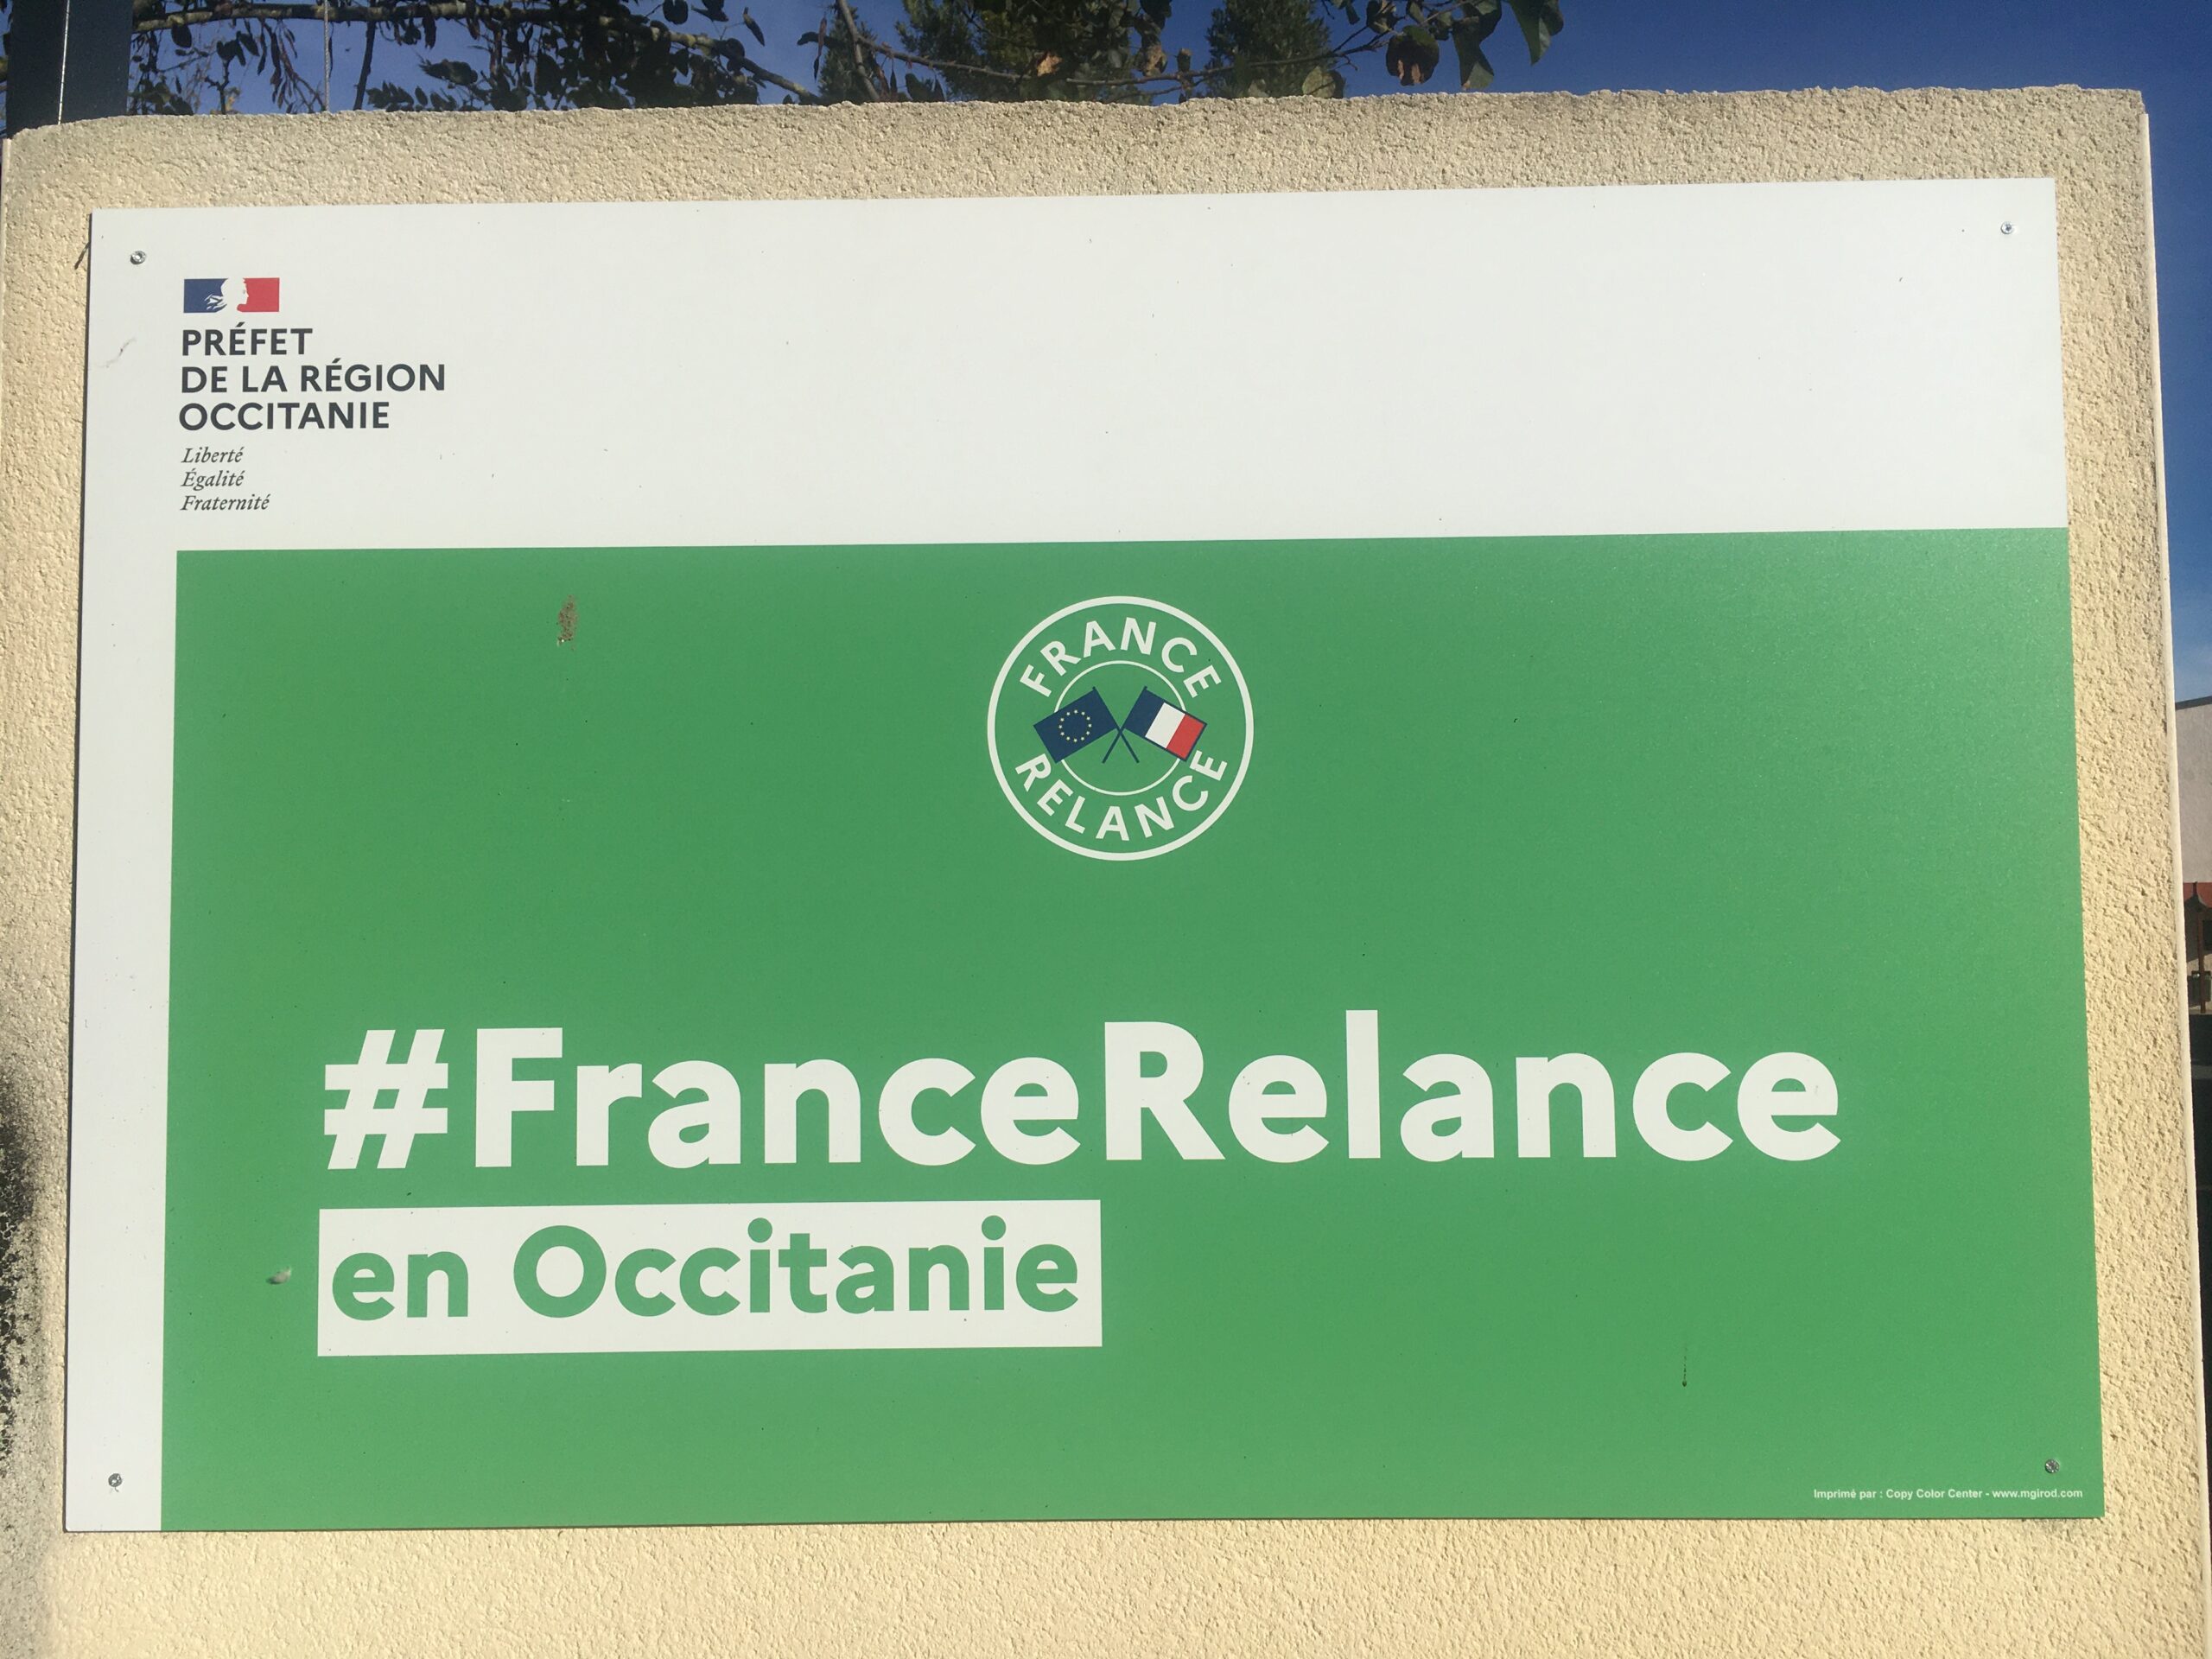 PRÉFET
DE LA RÉGION
OCCITANIE
Liberté
Égalité
Fraternité
FRANCE
RELANCE
#FranceRelance
en Occitanie
Imprimé par : Copy Color Center - www.mgirod.com